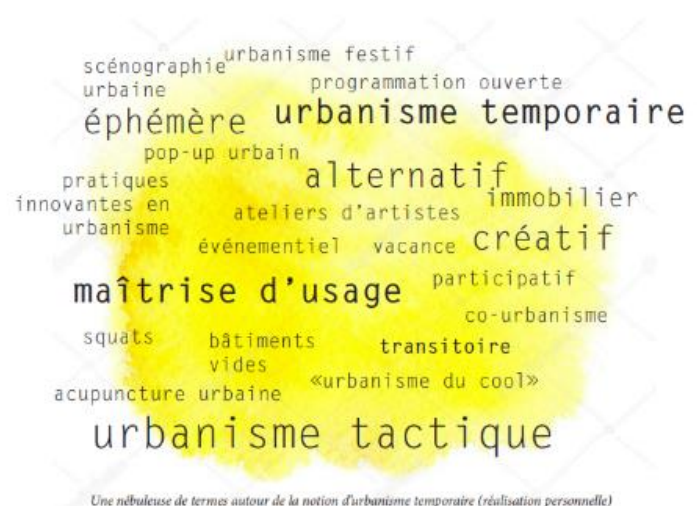 urbanisme festif
scénographie
urbaine
programmation ouverte
éphémère
urbanisme temporaire
pop-up urbain
alternatif
pratiques
innovantes en
urbanisme
immobilier
ateliers d'artistes
créatif
événementiel
vacance
participatif
maîtrise d'usage
co-urbanisme
squats
bâtiments
vides
transitoire
«urbanisme du cool»
acupuncture urbaine
urbanisme tactique
Une nébuleuse de termes autour de la notion d'urbanisme temporaire (réalisation personnelle)